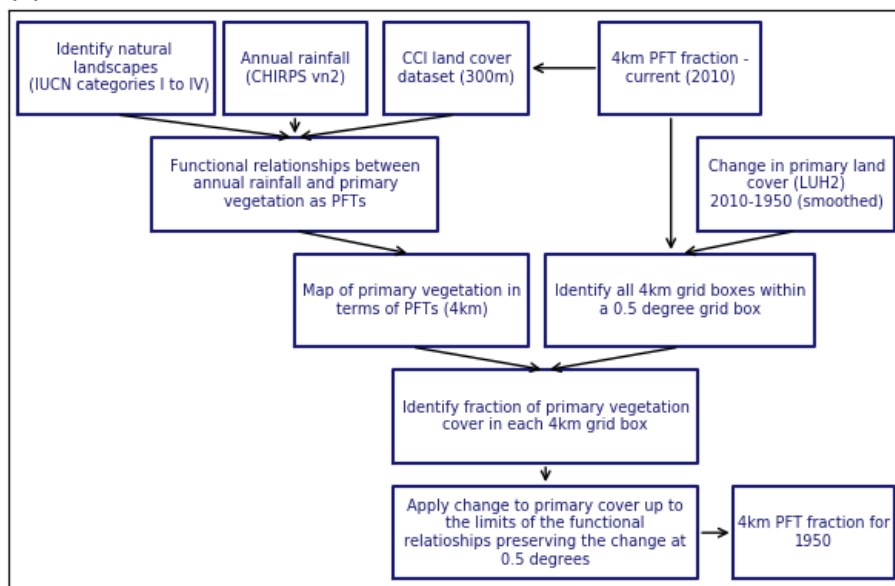 Identify natural
landscapes
(IUCN categories I to IV)
Annual rainfall
(CHIRPS vn2)
CCI land cover
dataset (300m)
4km PFT fraction -
current (2010)
Functional relationships between
annual rainfall and primary
vegetation as PFTs
Change in primary land
cover (LUH2)
2010-1950 (smoothed)
Map of primary vegetation in
terms of PFTs (4km)
Identify all 4km grid boxes within
a 0.5 degree grid box
Identify fraction of primary vegetation
cover in each 4km grid box
Apply change to primary cover up to
the limits of the functional
relatioships preserving the change at
0.5 degrees
4km PFT fraction for
1950